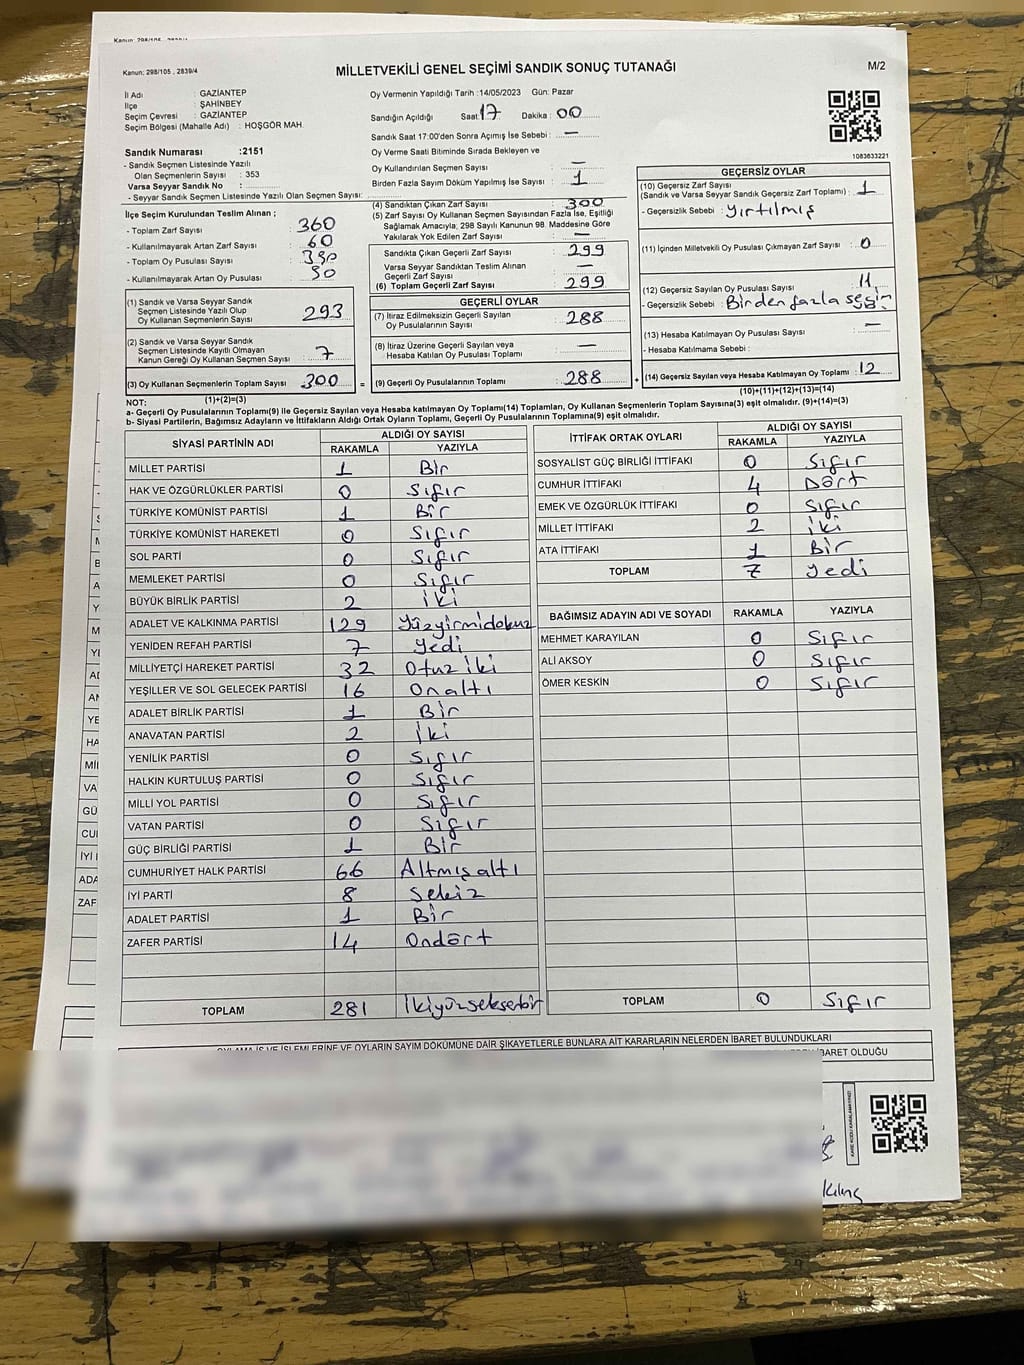 Kanun: 298/105 , 2839/4
MİLLETVEKİLİ GENEL SEÇİMİ SANDIK SONUÇ TUTANAĞI
M/2
İl Adı : GAZİANTEP
İlçe : ŞAHİNBEY
Seçim Çevresi : GAZİANTEP
Seçim Bölgesi (Mahalle Adı) : HOŞGÖR MAH.
Sandık Numarası :2151
- Sandık Seçmen Listesinde Yazılı
Olan Seçmenlerin Sayısı : 353
Varsa Seyyar Sandık No :
- Seyyar Sandık Seçmen Listesinde Yazılı Olan Seçmen Sayısı:
Oy Vermenin Yapıldığı Tarih :14/05/2023 Gün: Pazar
Sandığın Açıldığı Saat 17 Dakika : 00
Sandık Saat 17:00'den Sonra Açımış İse Sebebi : —
Oy Verme Saati Bitiminde Sırada Bekleyen ve
Oy Kullandırılan Seçmen Sayısı —
Birden Fazla Sayım Döküm Yapılmış İse Sayısı : 1
1083633221
İlçe Seçim Kurulundan Teslim Alınan ;
- Toplam Zarf Sayısı : 360
- Kullanılmayarak Artan Zarf Sayısı : 60
- Toplam Oy Pusulası Sayısı :
- Kullanılmayarak Artan Oy Pusulası :
(1) Sandık ve Varsa Seyyar Sandık
Seçmen Listesinde Yazılı Olup
Oy Kullanan Seçmenlerin Sayısı : 293
(2) Sandık ve Varsa Seyyar Sandık
Seçmen Listesinde Kayıtlı Olmayan
Kanun Gereği Oy Kullanan Seçmen Sayısı : 7
(3) Oy Kullanan Seçmenlerin Toplam Sayısı : 300 =
(1)+(2)=(3)
(4) Sandıktan Çıkan Zarf Sayısı : 300
(5) Zarf Sayısı Oy Kullanan Seçmen Sayısından Fazla İse, Eşitliği
Sağlamak Amacıyla, 298 Sayılı Kanunun 98. Maddesine Göre
Yakılarak Yok Edilen Zarf Sayısı : —
Sandıkta Çıkan Geçerli Zarf Sayısı : 299
Varsa Seyyar Sandıktan Teslim Alınan
Geçerli Zarf Sayısı : —
(6) Toplam Geçerli Zarf Sayısı : 299
GEÇERLİ OYLAR
(7) İtiraz Edilmeksizin Geçerli Sayılan
Oy Pusulalarının Sayısı : 288
(8) İtiraz Üzerine Geçerli Sayılan veya
Hesaba Katılan Oy Pusulası Toplamı : —
(9) Geçerli Oy Pusulalarının Toplamı : 288 +
GEÇERSİZ OYLAR
(10) Geçersiz Zarf Sayısı
(Sandık ve Varsa Seyyar Sandık Geçersiz Zarf Toplamı) : 1
- Geçersizlik Sebebi : Yırtılmış
(11) İçinden Milletvekili Oy Pusulası Çıkmayan Zarf Sayısı : 0
(12) Geçersiz Sayılan Oy Pusulası Sayısı : 11
- Geçersizlik Sebebi : Birden fazla seçim
(13) Hesaba Katılmayan Oy Pusulası Sayısı : —
- Hesaba Katılmama Sebebi :
(14) Geçersiz Sayılan veya Hesaba Katılmayan Oy Toplamı : 12
(10)+(11)+(12)+(13)=(14)
NOT:
a- Geçerli Oy Pusulalarının Toplamı(9) ile Geçersiz Sayılan veya Hesaba katılmayan Oy Toplamı(14) Toplamları, Oy Kullanan Seçmenlerin Toplam Sayısına(3) eşit olmalıdır. (9)+(14)=(3)
b- Siyasi Partilerin, Bağımsız Adayların ve İttifakların Aldığı Ortak Oyların Toplamı, Geçerli Oy Pusulalarının Toplamına(9) eşit olmalıdır.
SİYASİ PARTİNİN ADI ALDIĞI OY SAYISI
RAKAMLA YAZIYLA
MİLLET PARTİSİ 1 Bir
HAK VE ÖZGÜRLÜKLER PARTİSİ 0 Sıfır
TÜRKİYE KOMÜNİST PARTİSİ 1 Bir
TÜRKİYE KOMÜNİST HAREKETİ 0 Sıfır
SOL PARTİ 0 Sıfır
MEMLEKET PARTİSİ 0 Sıfır
BÜYÜK BİRLİK PARTİSİ 2 iki
ADALET VE KALKINMA PARTİSİ 129 Yüzyirmidokuz
YENİDEN REFAH PARTİSİ 7 Yedi
MİLLİYETÇİ HAREKET PARTİSİ 32 Otuz iki
YEŞİLLER VE SOL GELECEK PARTİSİ 16 Onaltı
ADALET BİRLİK PARTİSİ 1 Bir
ANAVATAN PARTİSİ 2 iki
YENİLİK PARTİSİ 0 Sıfır
HALKIN KURTULUŞ PARTİSİ 0 Sıfır
MİLLİ YOL PARTİSİ 0 Sıfır
VATAN PARTİSİ 0 Sıfır
GÜÇ BİRLİĞİ PARTİSİ 1 Bir
CUMHURİYET HALK PARTİSİ 66 Altmış altı
İYİ PARTİ 8 Sekiz
ADALET PARTİSİ 1 Bir
ZAFER PARTİSİ 14 Ondört
TOPLAM 281 ikiyüzseksenbir
İTTİFAK ORTAK OYLARI ALDIĞI OY SAYISI
RAKAMLA YAZIYLA
SOSYALİST GÜÇ BİRLİĞİ İTTİFAKI 0 Sıfır
CUMHUR İTTİFAKI 4 Dört
EMEK VE ÖZGÜRLÜK İTTİFAKI 0 Sıfır
MİLLET İTTİFAKI 2 iki
ATA İTTİFAKI 1 Bir
TOPLAM 7 Yedi
BAĞIMSIZ ADAYIN ADI VE SOYADI RAKAMLA YAZIYLA
MEHMET KARAYILAN 0 Sıfır
ALİ AKSOY 0 Sıfır
ÖMER KESKİN 0 Sıfır
TOPLAM 0 Sıfır
OYLAMA İŞ VE İŞLEMLERİNE VE OYLARIN SAYIM DÖKÜMÜNE DAİR ŞİKAYETLERLE BUNLARA AİT KARARLARIN NELERDEN İBARET BULUNDUKLARI
İBARET OLDUĞU
KARE KODU KARALAMAYINIZ!